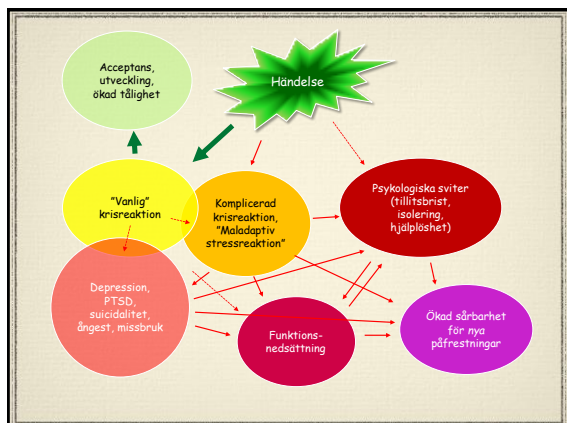 Acceptans,
utveckling,
ökad tålighet
Händelse
"Vanlig"
krisreaktion
Komplicerad
krisreaktion,
"Maladaptiv
stressreaktion"
Psykologiska sviter
(tillitsbrist,
isolering,
hjälplöshet)
Depression,
PTSD,
suicidalitet,
ångest, missbruk
Funktions-
nedsättning
Ökad sårbarhet
för nya
påfrestningar